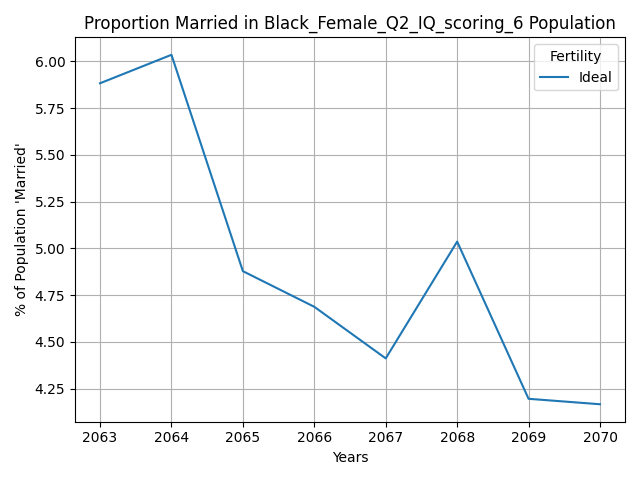 Proportion Married in Black_Female_Q2_IQ_scoring_6 Population
Fertility
Ideal
6.00
5.75
5.50
5.25
5.00
4.75
4.50
4.25
% of Population 'Married'
2063 2064 2065 2066 2067 2068 2069 2070
Years